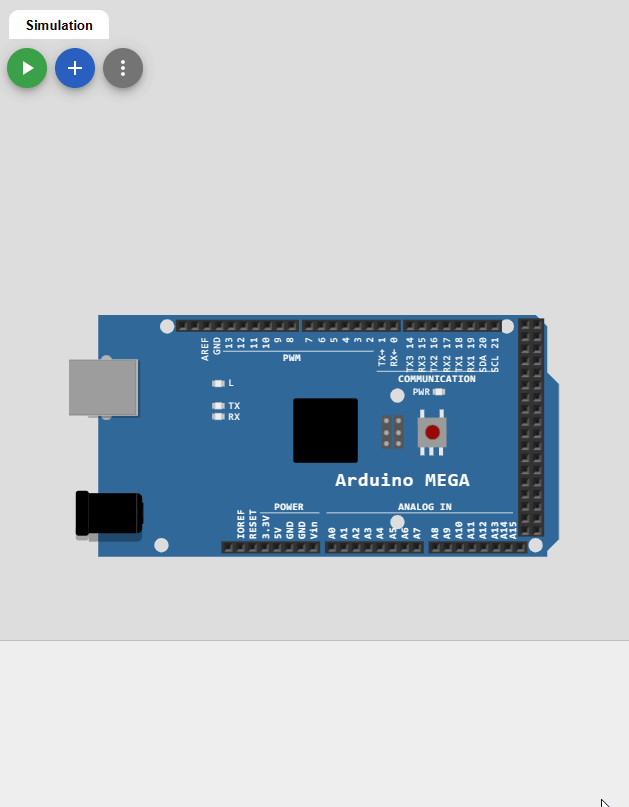 Simulation
AREF GND 13 12 11 10 9 8 7 6 5 4 3 2 TX→ 1 RX← 0 TX3 14 RX3 15 TX2 16 RX2 17 TX1 18 RX1 19 SDA 20 SCL 21
PWM
COMMUNICATION
L
PWR
TX
RX
Arduino MEGA
POWER
ANALOG IN
IOREF RESET 3.3V 5V GND GND Vin A0 A1 A2 A3 A4 A5 A6 A7 A8 A9 A10 A11 A12 A13 A14 A15